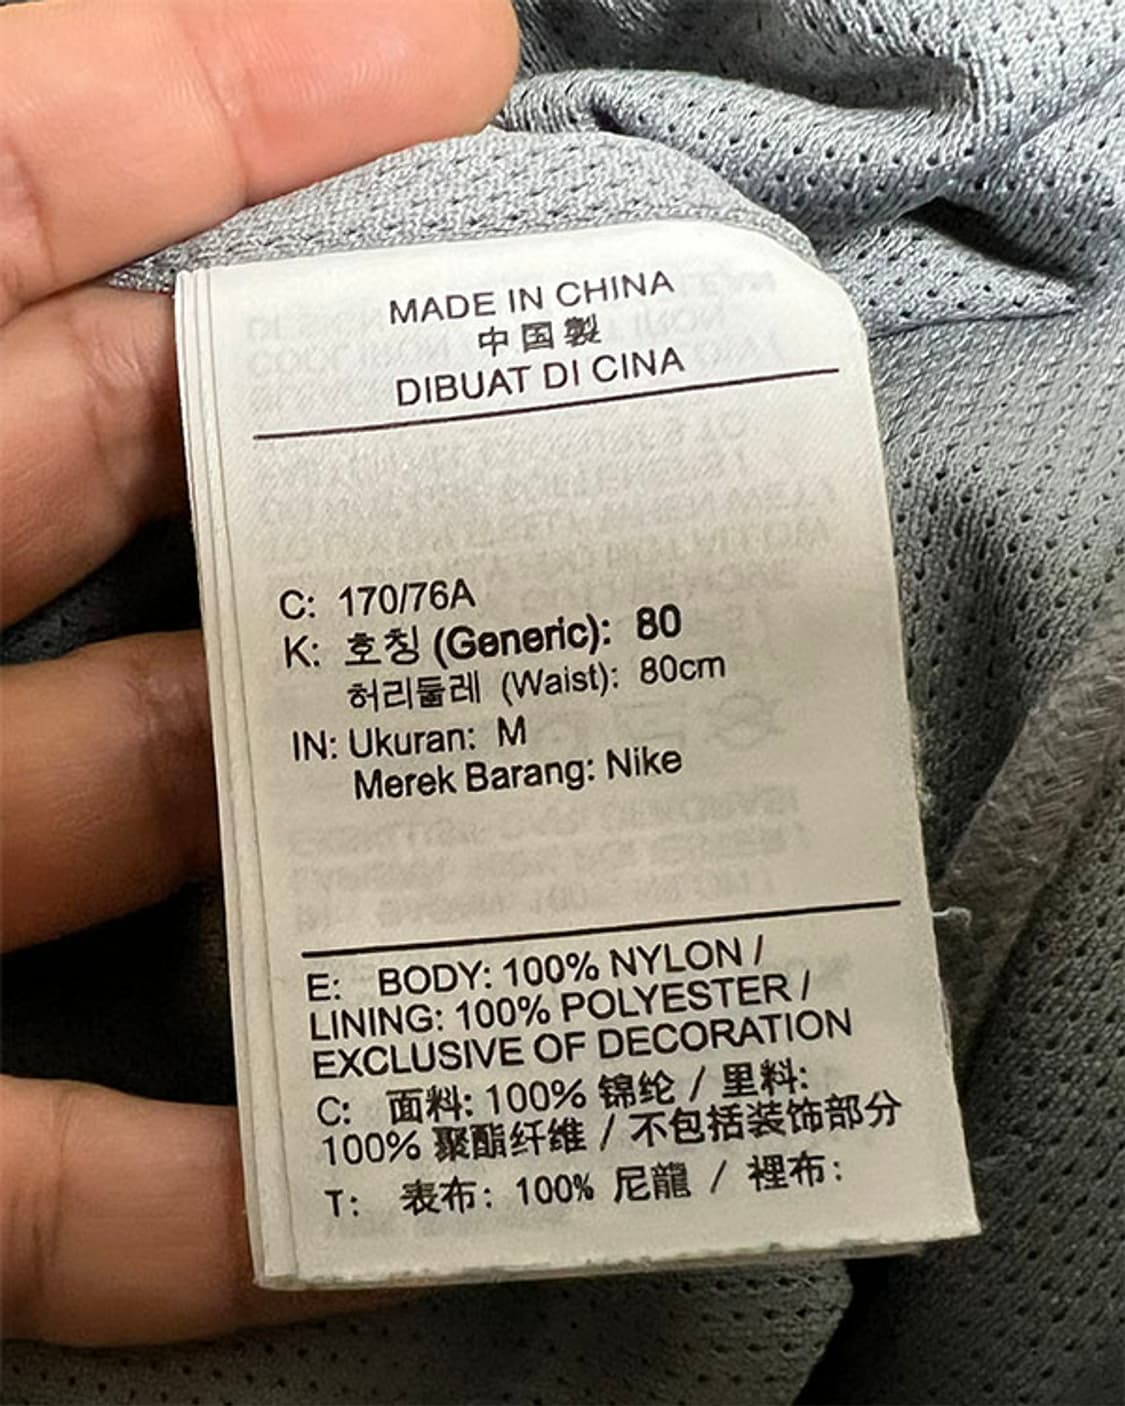 MADE IN CHINA
中国製
DIBUAT DI CINA
C: 170/76A
K: 호칭 (Generic): 80
허리둘레 (Waist): 80cm
IN: Ukuran: M
Merek Barang: Nike
E: BODY: 100% NYLON /
LINING: 100% POLYESTER /
EXCLUSIVE OF DECORATION
C: 面料: 100% 锦纶 / 里料:
100% 聚酯纤维 / 不包括装饰部分
T: 表布: 100% 尼龍 / 裡布: